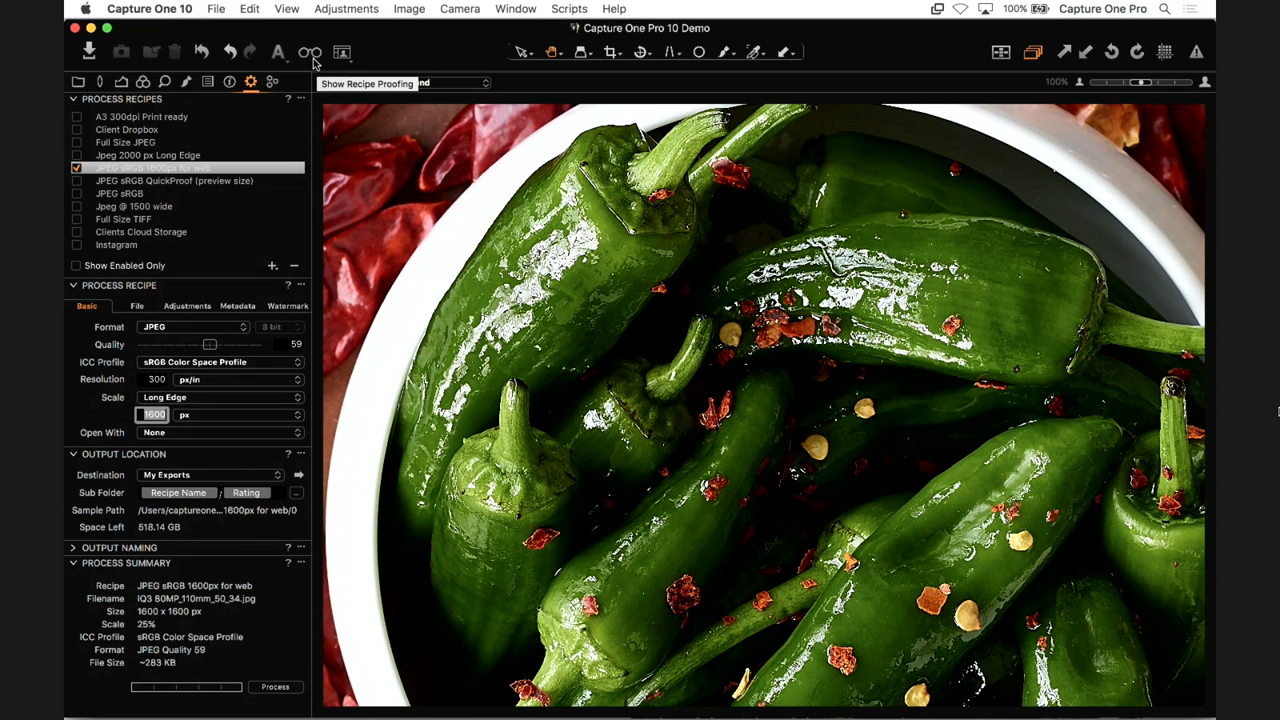 Capture One 10 File Edit View Adjustments Image Camera Window Scripts Help 100% Capture One Pro
Capture One Pro 10 Demo
A
Show Recipe Proofing nd 100%
PROCESS RECIPES ? ...
A3 300dpi Print ready
Client Dropbox
Full Size JPEG
Jpeg 2000 px Long Edge
JPEG sRGB 1600px for web
JPEG sRGB QuickProof (preview size)
JPEG sRGB
Jpeg @ 1500 wide
Full Size TIFF
Clients Cloud Storage
Instagram
Show Enabled Only + −
PROCESS RECIPE ? ...
Basic File Adjustments Metadata Watermark
Format JPEG 8 bit
Quality 59
ICC Profile sRGB Color Space Profile
Resolution 300 px/in
Scale Long Edge
1600 px
Open With None
OUTPUT LOCATION ? ...
Destination My Exports
Sub Folder Recipe Name / Rating ...
Sample Path /Users/captureone...1600px for web/0
Space Left 518.14 GB
OUTPUT NAMING ? ...
PROCESS SUMMARY ? ...
Recipe JPEG sRGB 1600px for web
Filename IQ3 80MP_110mm_50_34.jpg
Size 1600 x 1600 px
Scale 25%
ICC Profile sRGB Color Space Profile
Format JPEG Quality 59
File Size ~283 KB
Process